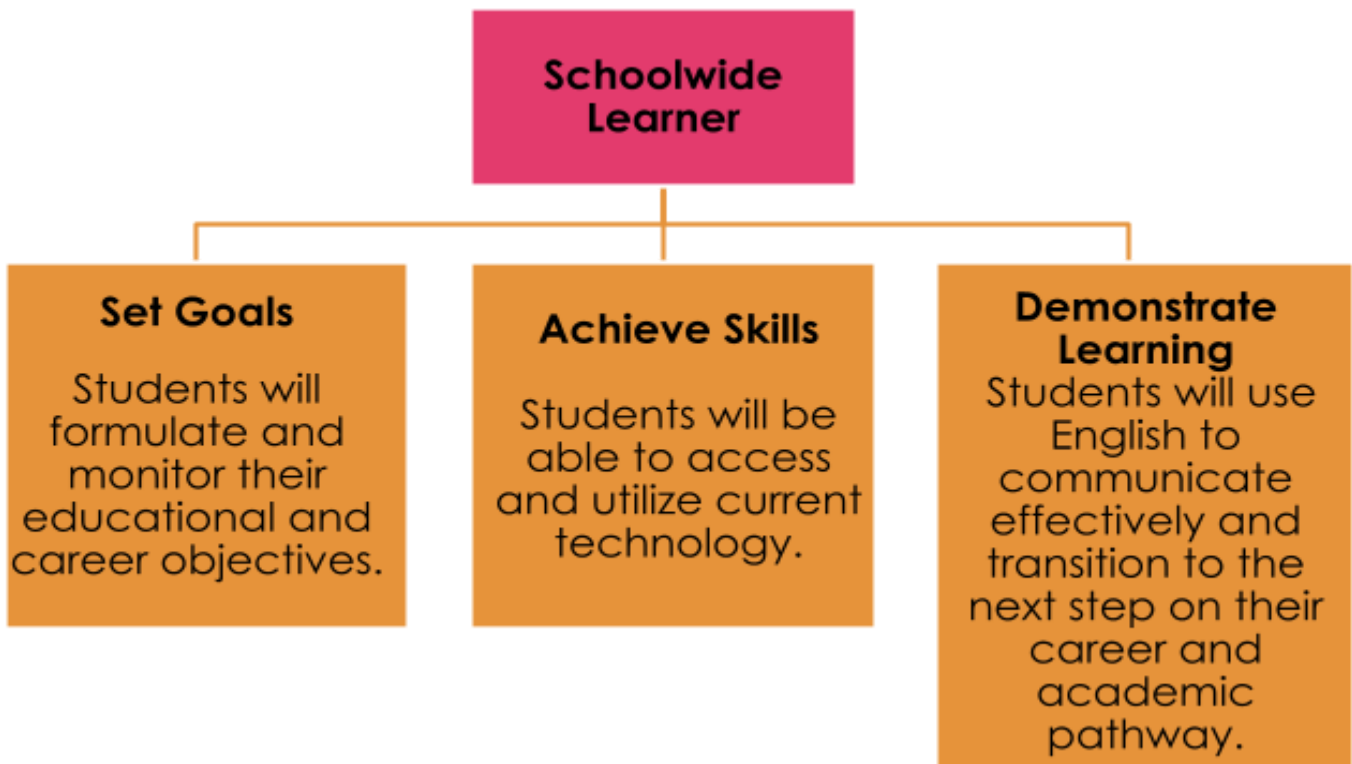 Schoolwide
Learner
Set Goals
Students will
formulate and
monitor their
educational and
career objectives.
Achieve Skills
Students will be
able to access
and utilize current
technology.
Demonstrate
Learning
Students will use
English to
communicate
effectively and
transition to the
next step on their
career and
academic
pathway.